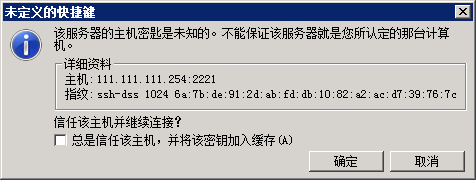 未定义的快捷键
该服务器的主机密匙是未知的。不能保证该服务器就是您所认定的那台计算
机。
详细资料
主机: 111.111.111.254:2221
指纹: ssh-dss 1024 6a:7b:de:91:2d:ab:fd:db:10:82:a2:ac:d7:39:76:7c
信任该主机并继续连接?
总是信任该主机，并将该密钥加入缓存(A)
确定
取消